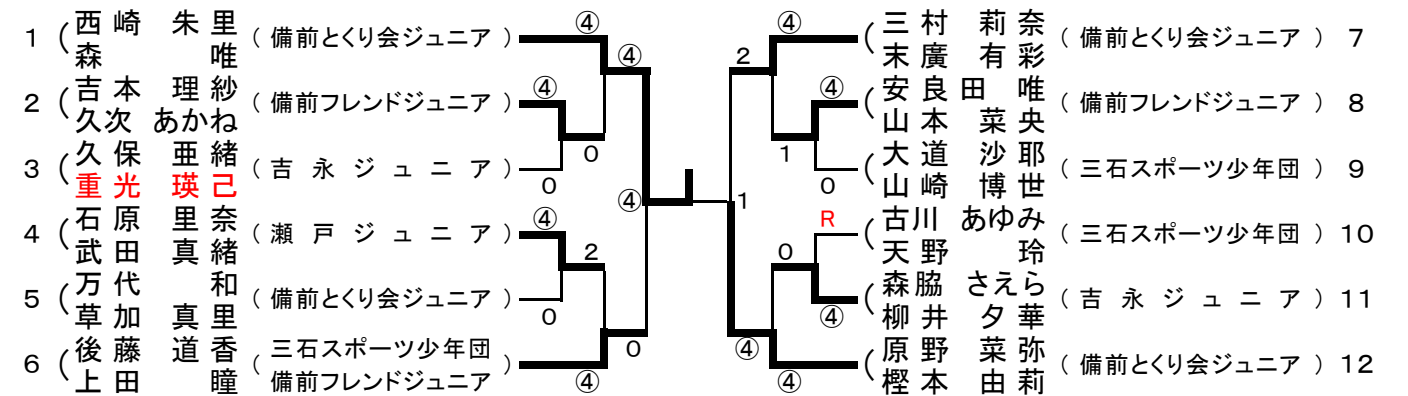 1 ( 西崎 朱里 森 唯 ( 備前とくり会ジュニア ) ④
④
2 ( 吉本 理紗 久次 あかね ( 備前フレンドジュニア ) ④
0
3 ( 久保 亜緒 重光 瑛己 ( 吉永ジュニア ) 0
④
4 ( 石原 里奈 武田 真緒 ( 瀬戸ジュニア ) ④
2
5 ( 万代 和 草加 真里 ( 備前とくり会ジュニア ) 0
0
6 ( 後藤 道香 上田 瞳 ( 三石スポーツ少年団 備前フレンドジュニア ) ④
④ ( 三村 莉奈 末廣 有彩 ( 備前とくり会ジュニア ) 7
2
④ ( 安良田 唯 山本 菜央 ( 備前フレンドジュニア ) 8
1
0 ( 大道 沙耶 山崎 博世 ( 三石スポーツ少年団 ) 9
1
R ( 古川 あゆみ 天野 玲 ( 三石スポーツ少年団 ) 10
0
④ ( 森脇 さえら 柳井 夕華 ( 吉永ジュニア ) 11
④
④ ( 原野 菜弥 樫本 由莉 ( 備前とくり会ジュニア ) 12